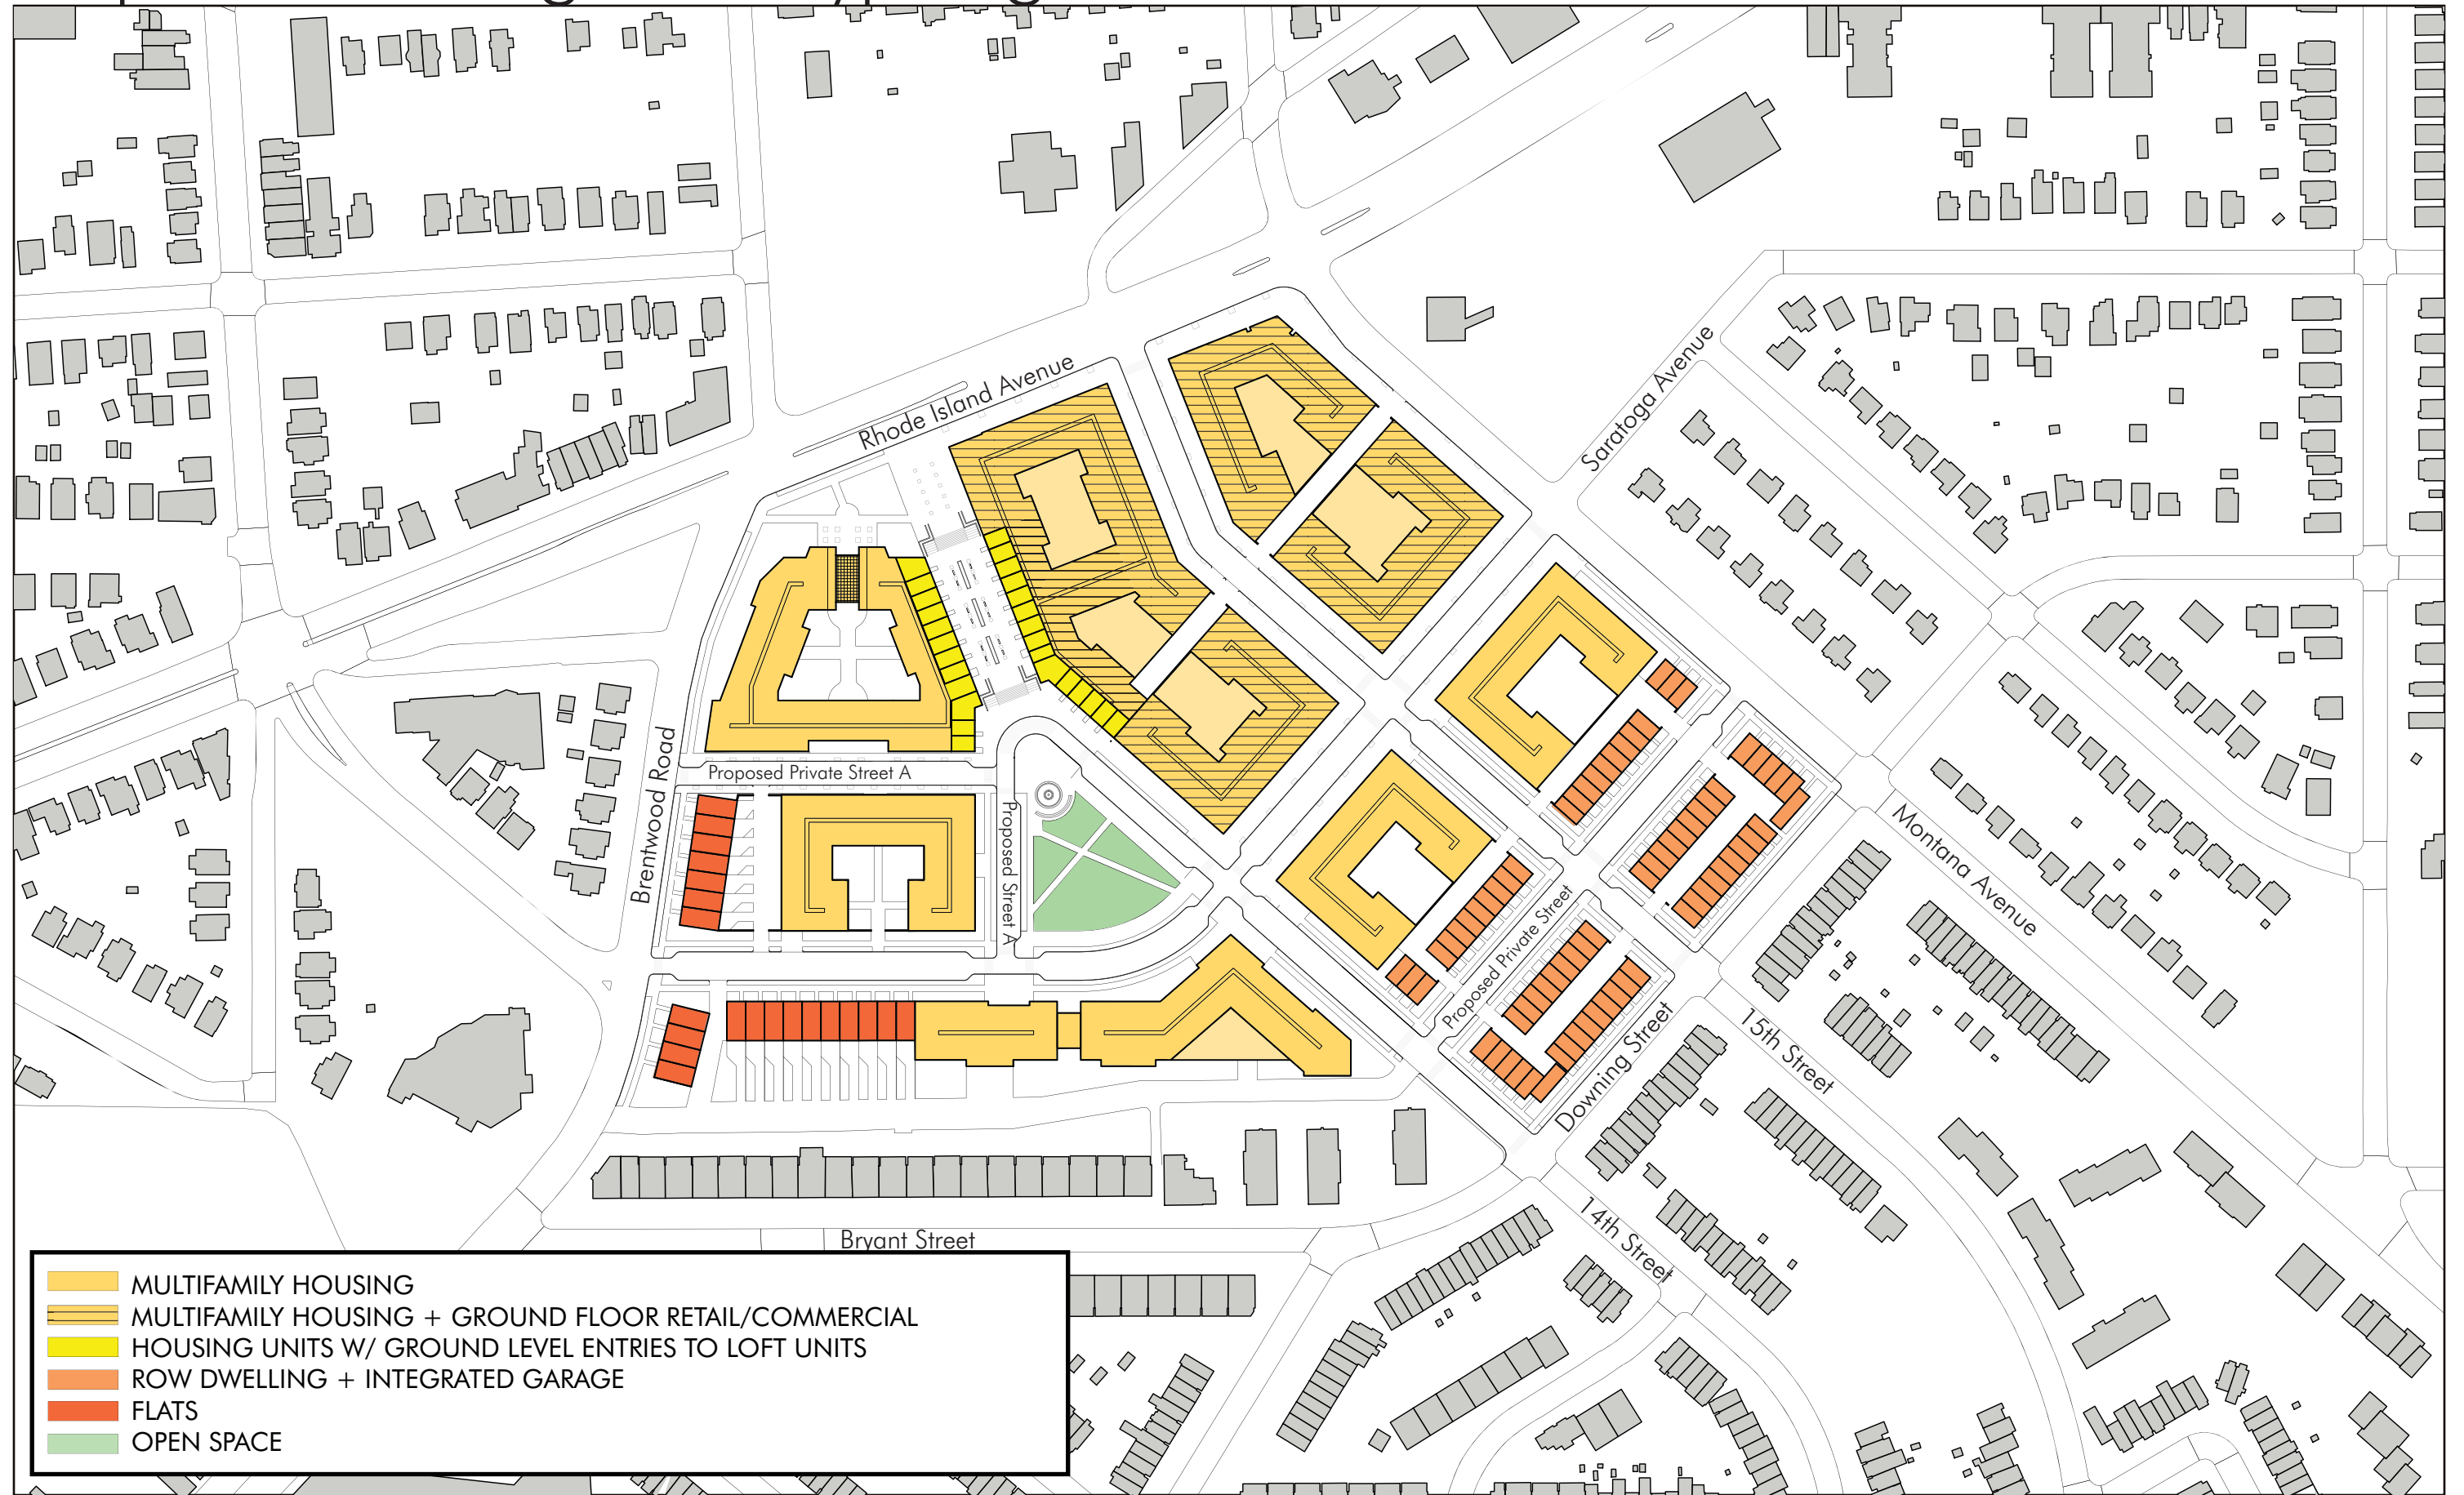 Rhode Island Avenue
Saratoga Avenue
Brentwood Road
Proposed Private Street A
Proposed Street A
Montana Avenue
Proposed Private Street
15th Street
Downing Street
14th Street
Bryant Street
MULTIFAMILY HOUSING
MULTIFAMILY HOUSING + GROUND FLOOR RETAIL/COMMERCIAL
HOUSING UNITS W/ GROUND LEVEL ENTRIES TO LOFT UNITS
ROW DWELLING + INTEGRATED GARAGE
FLATS
OPEN SPACE